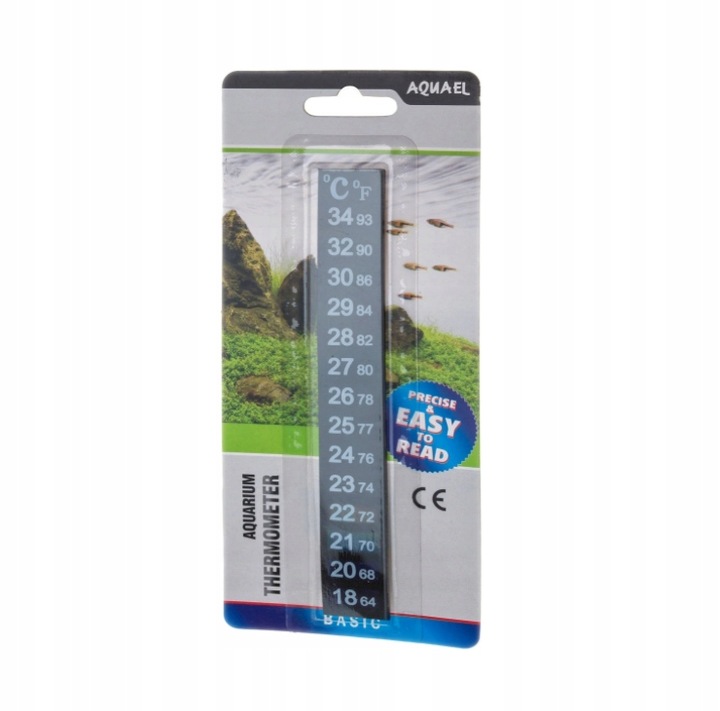 AQUAEL
°C °F
34 93
32 90
30 86
29 84
28 82
27 80
26 78
25 77
24 76
23 74
22 72
21 70
20 68
18 64
PRECISE
&
EASY
TO
READ
CE
AQUARIUM
THERMOMETER
BASIC